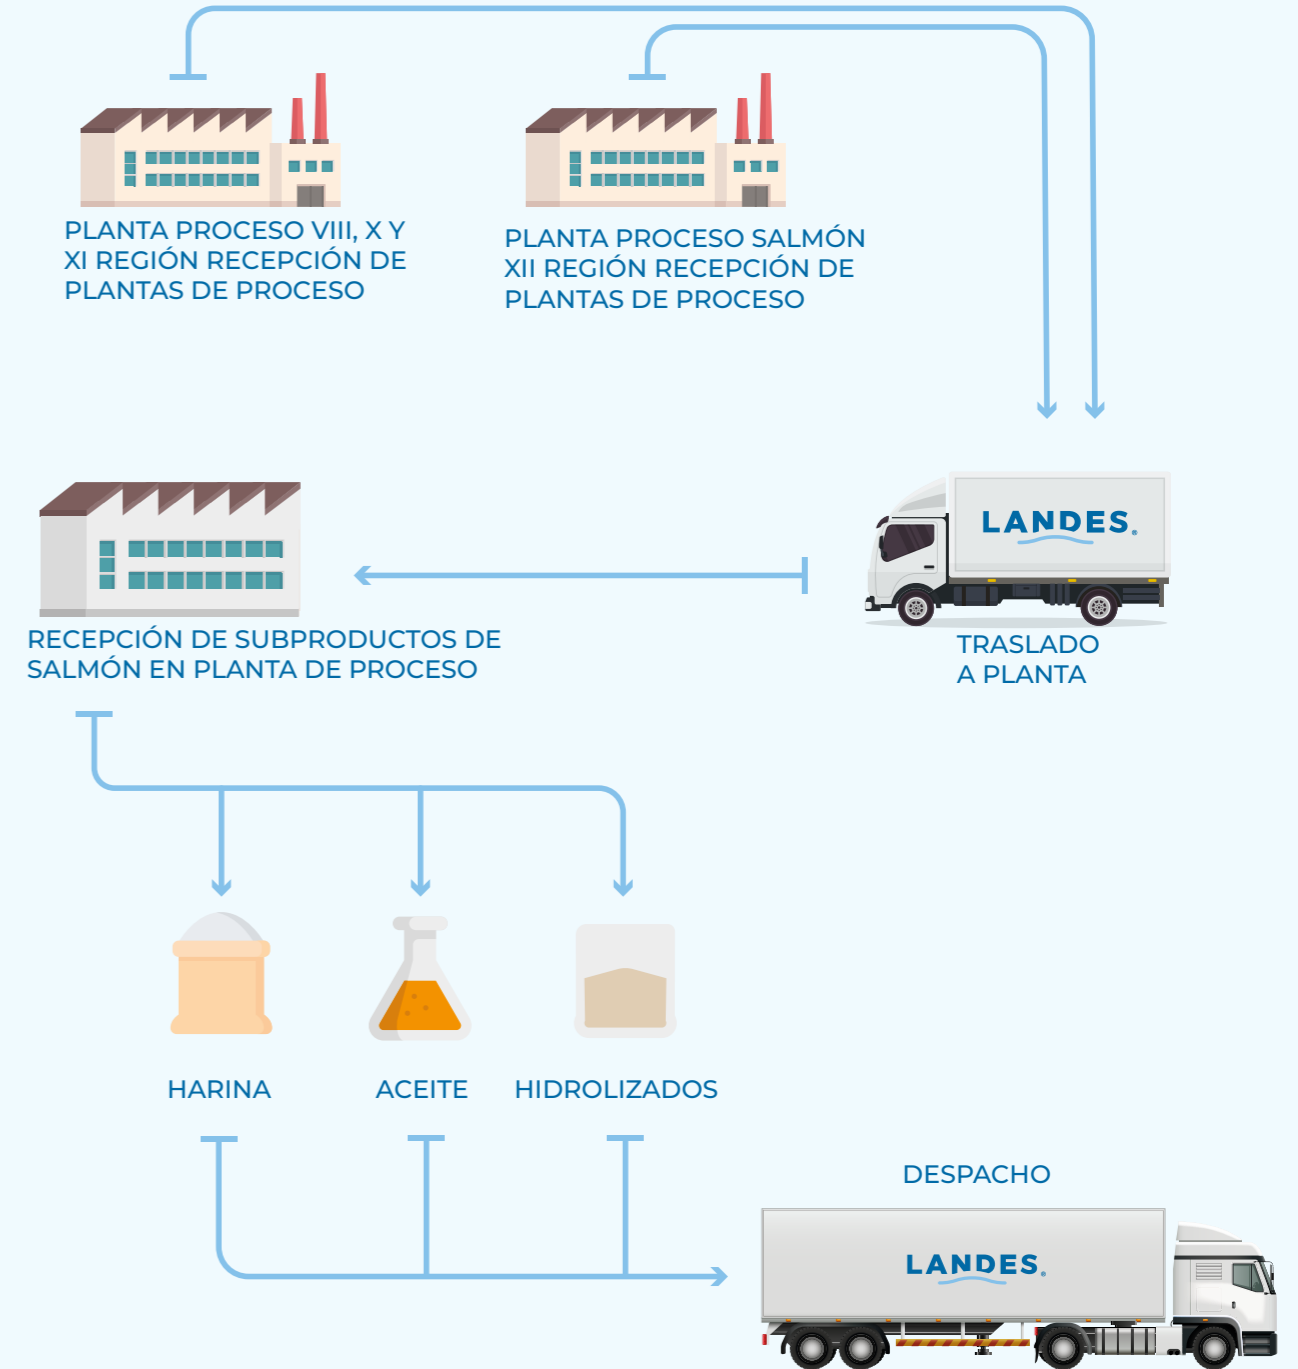 PLANTA PROCESO VIII, X Y
XI REGIÓN RECEPCIÓN DE
PLANTAS DE PROCESO
PLANTA PROCESO SALMÓN
XII REGIÓN RECEPCIÓN DE
PLANTAS DE PROCESO
LANDES
TRASLADO
A PLANTA
RECEPCIÓN DE SUBPRODUCTOS DE
SALMÓN EN PLANTA DE PROCESO
HARINA
ACEITE
HIDROLIZADOS
DESPACHO
LANDES